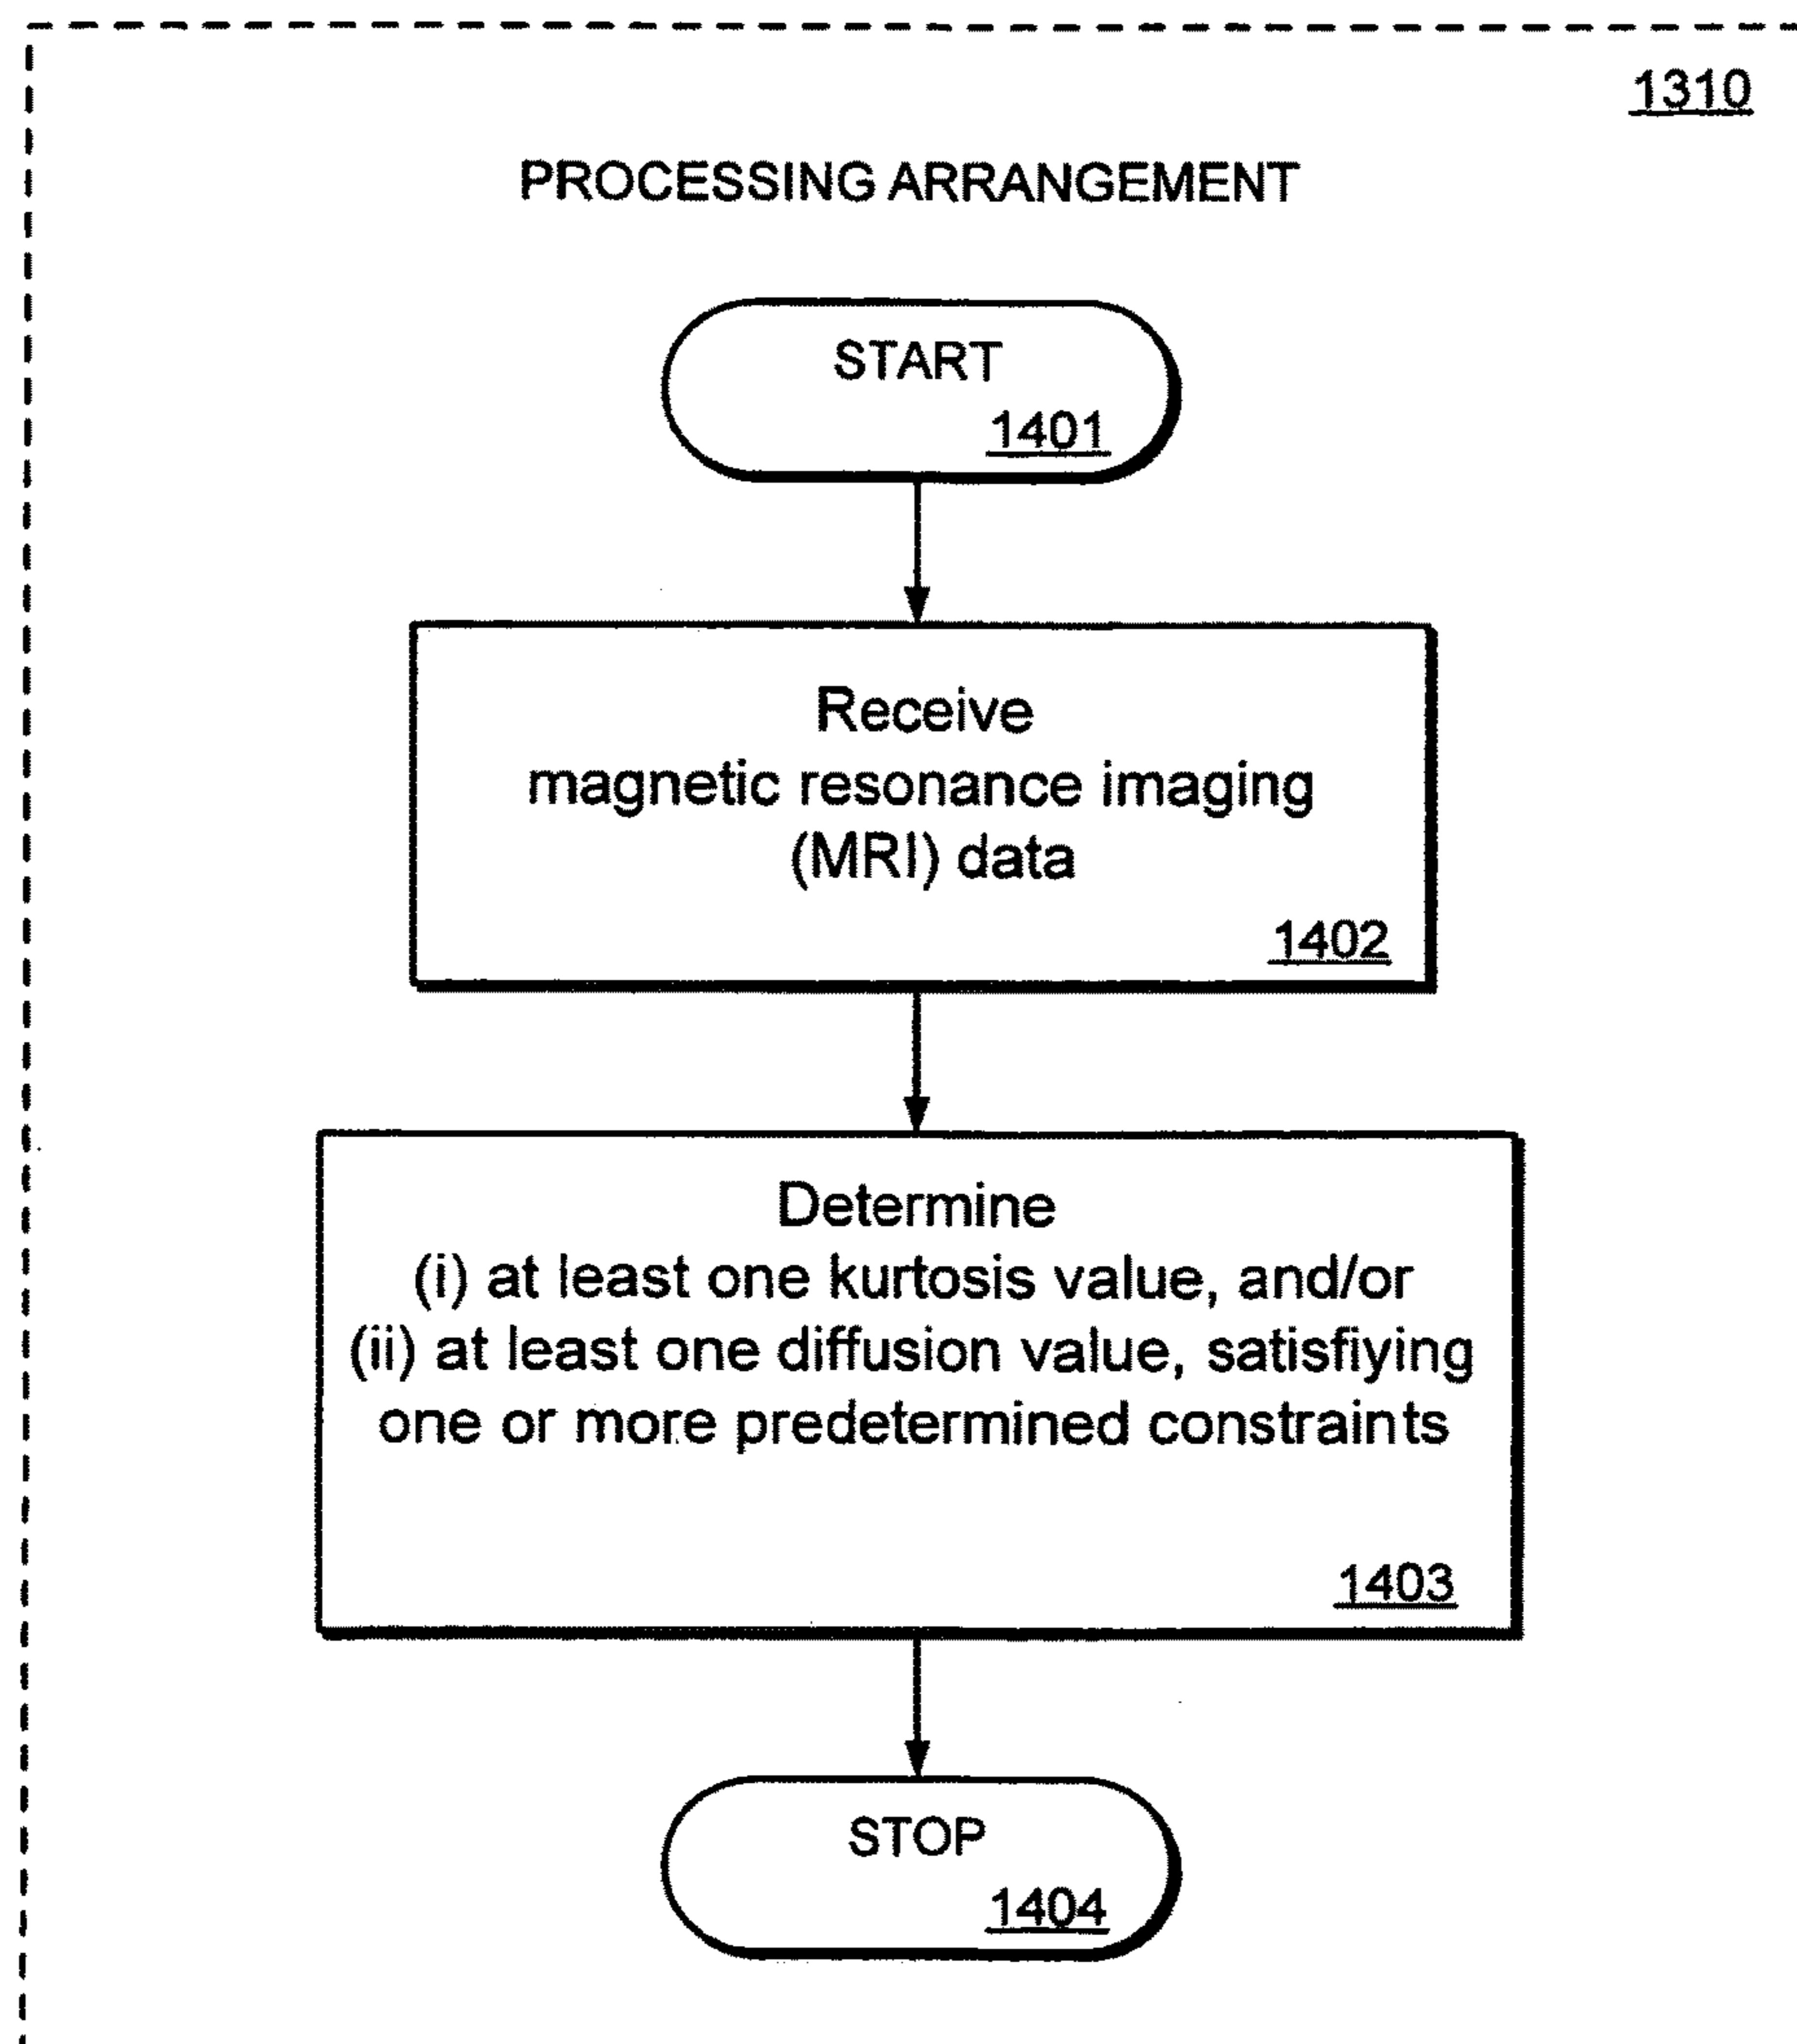 1310
PROCESSING ARRANGEMENT
START
1401
Receive
magnetic resonance imaging
(MRI) data
1402
Determine
(i) at least one kurtosis value, and/or
(ii) at least one diffusion value, satisfiying
one or more predetermined constraints
1403
STOP
1404